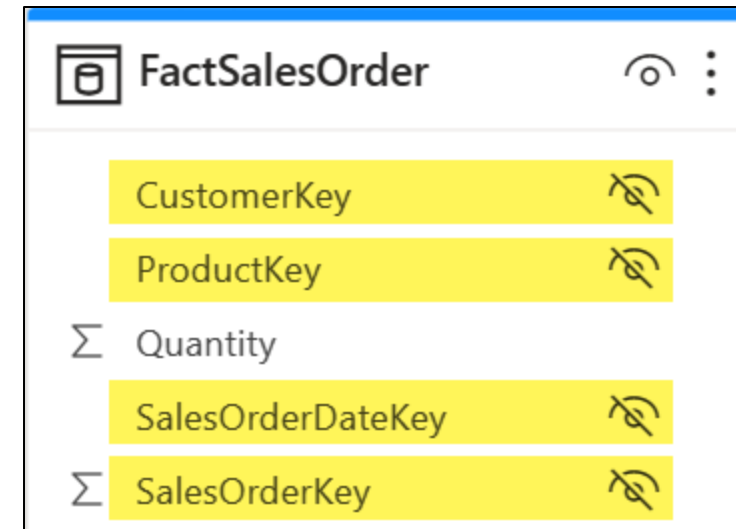 FactSalesOrder
CustomerKey
ProductKey
Σ Quantity
SalesOrderDateKey
Σ SalesOrderKey